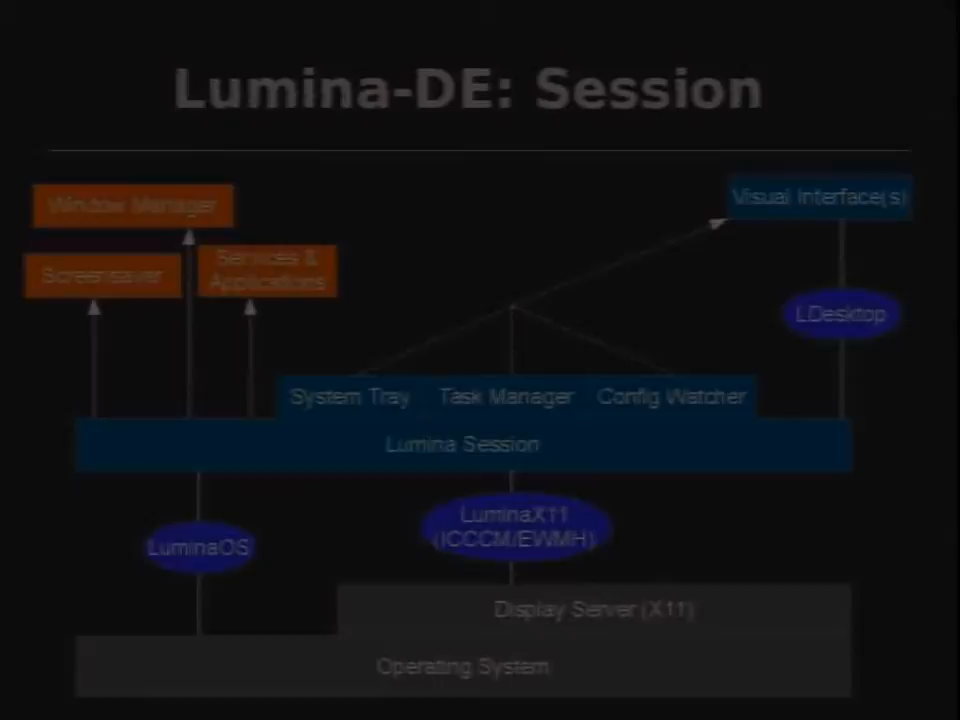 Lumina-DE: Session
Window Manager
Visual Interface(s)
Screensaver
Services &
Applications
LDesktop
System Tray
Task Manager
Config Watcher
Lumina Session
LuminaX11
(ICCCM/EWMH)
LuminaOS
Display Server (X11)
Operating System